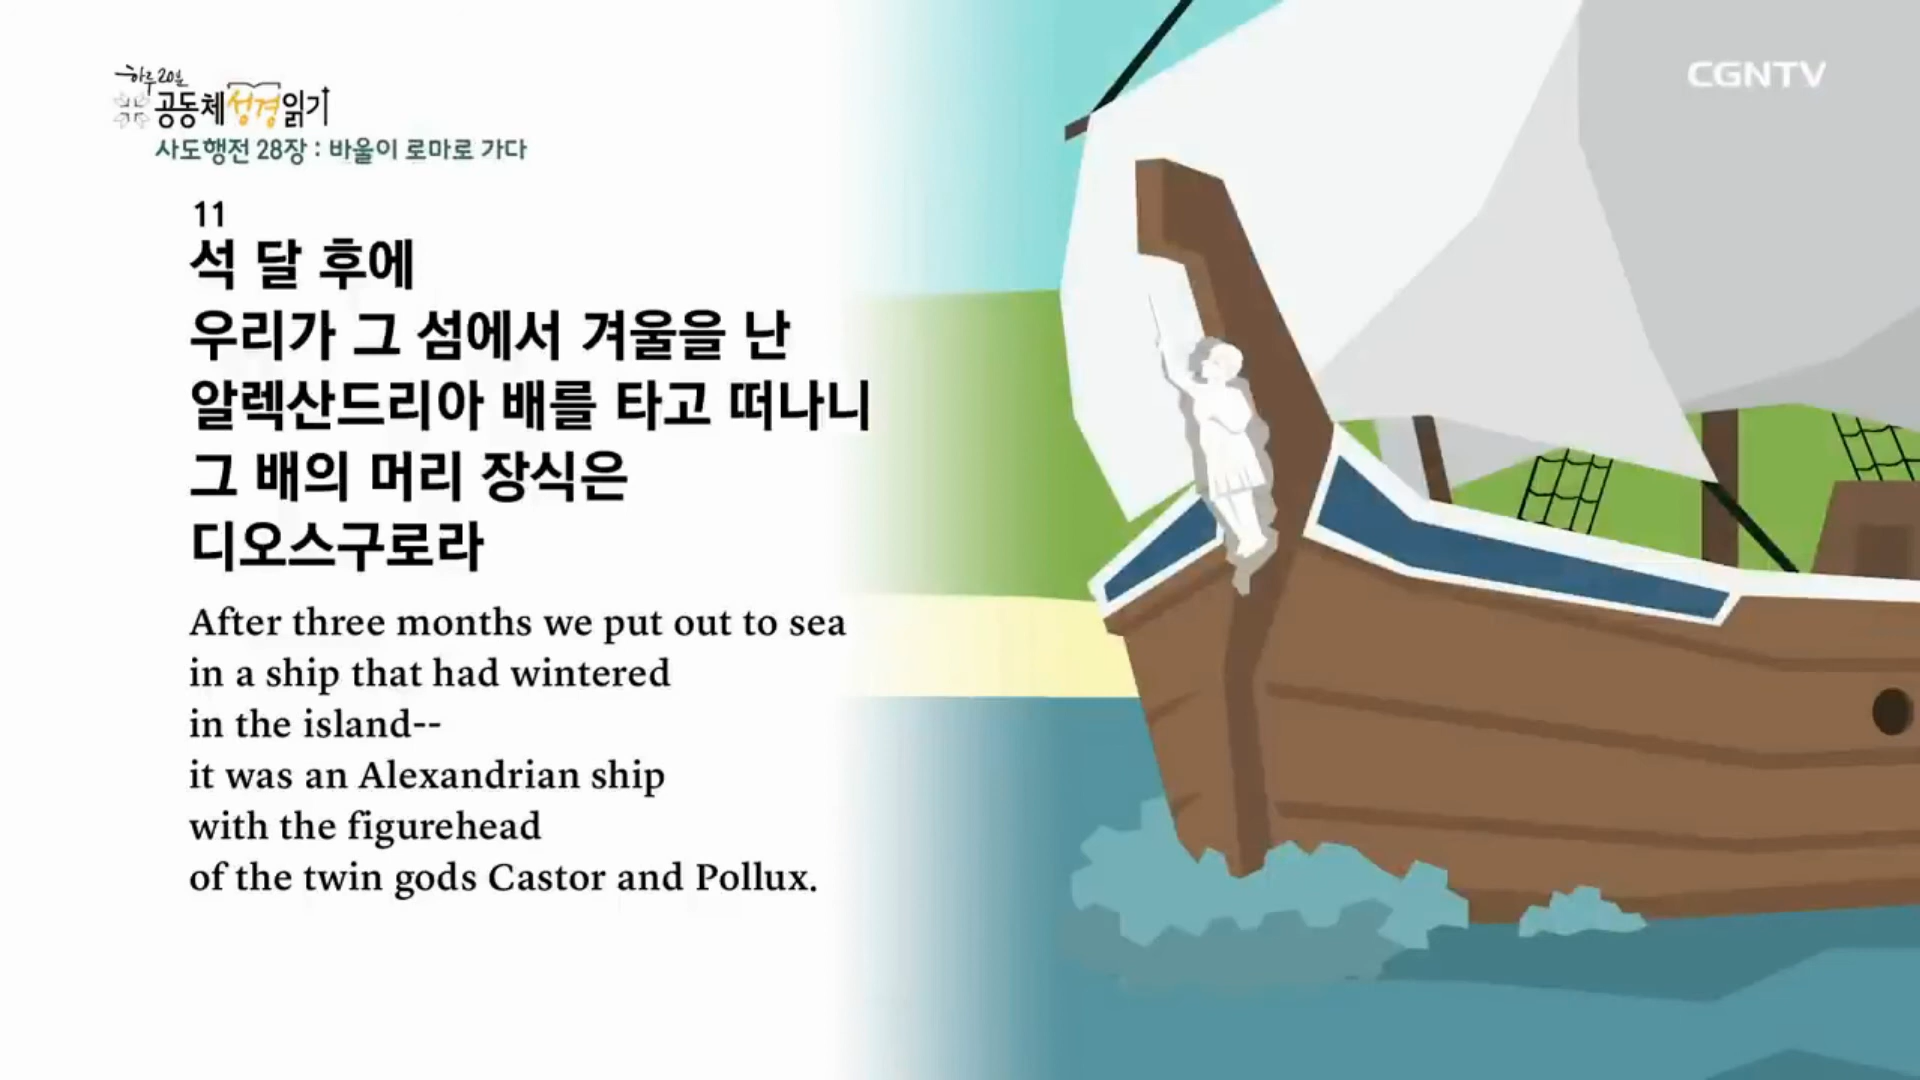 하루 20분
공동체 성경 읽기
CGNTV
사도행전 28장 : 바울이 로마로 가다
11
석 달 후에
우리가 그 섬에서 겨울을 난
알렉산드리아 배를 타고 떠나니
그 배의 머리 장식은
디오스구로라
After three months we put out to sea
in a ship that had wintered
in the island--
it was an Alexandrian ship
with the figurehead
of the twin gods Castor and Pollux.